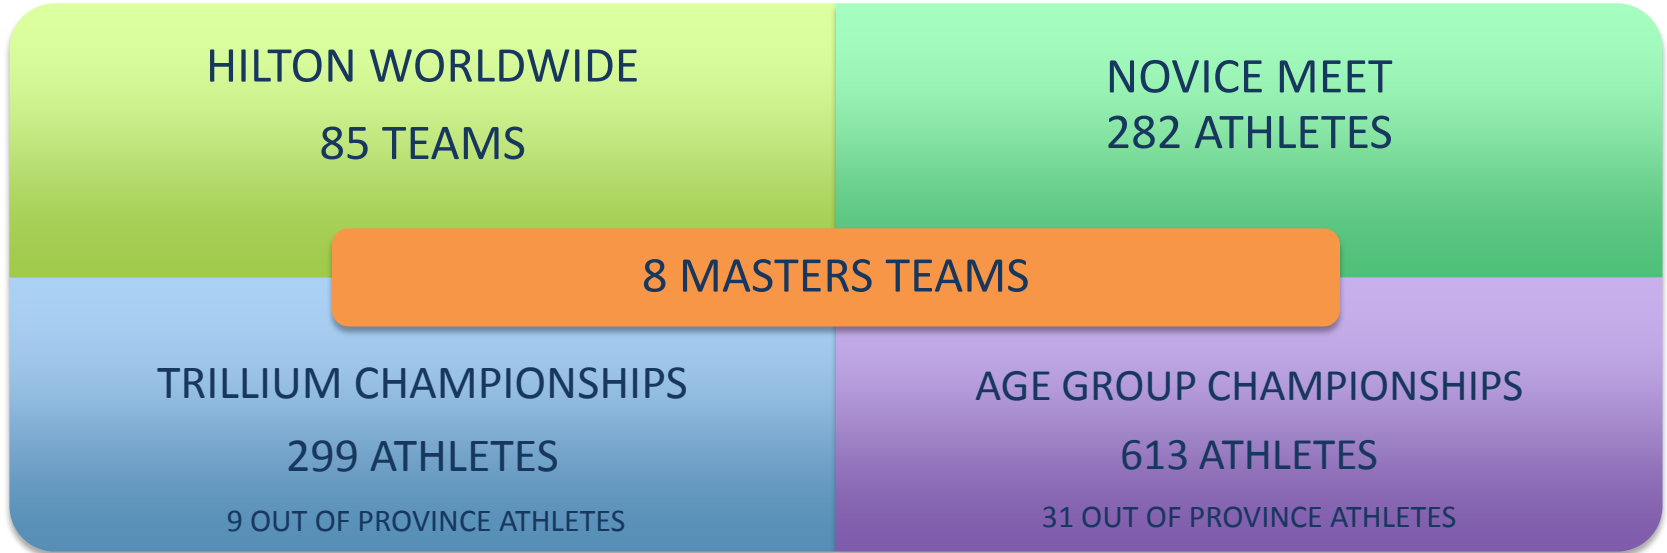 HILTON WORLDWIDE
85 TEAMS
NOVICE MEET
282 ATHLETES
8 MASTERS TEAMS
TRILLIUM CHAMPIONSHIPS
299 ATHLETES
9 OUT OF PROVINCE ATHLETES
AGE GROUP CHAMPIONSHIPS
613 ATHLETES
31 OUT OF PROVINCE ATHLETES